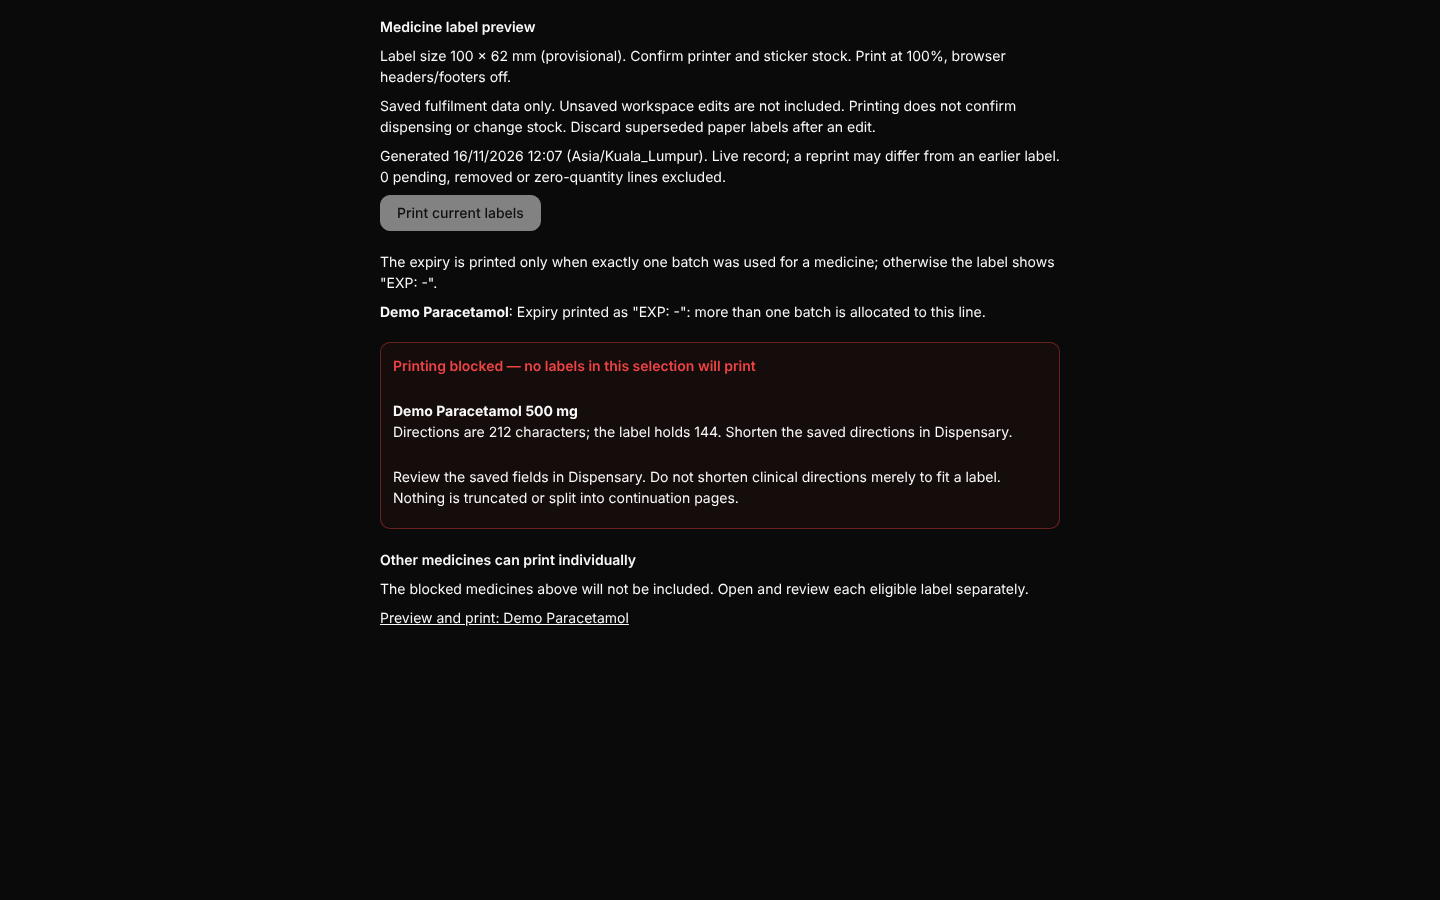 Medicine label preview
Label size 100 × 62 mm (provisional). Confirm printer and sticker stock. Print at 100%, browser
headers/footers off.
Saved fulfilment data only. Unsaved workspace edits are not included. Printing does not confirm
dispensing or change stock. Discard superseded paper labels after an edit.
Generated 16/11/2026 12:07 (Asia/Kuala_Lumpur). Live record; a reprint may differ from an earlier label.
0 pending, removed or zero-quantity lines excluded.
Print current labels
The expiry is printed only when exactly one batch was used for a medicine; otherwise the label shows
"EXP: -".
Demo Paracetamol: Expiry printed as "EXP: -": more than one batch is allocated to this line.
Printing blocked — no labels in this selection will print
Demo Paracetamol 500 mg
Directions are 212 characters; the label holds 144. Shorten the saved directions in Dispensary.
Review the saved fields in Dispensary. Do not shorten clinical directions merely to fit a label.
Nothing is truncated or split into continuation pages.
Other medicines can print individually
The blocked medicines above will not be included. Open and review each eligible label separately.
Preview and print: Demo Paracetamol